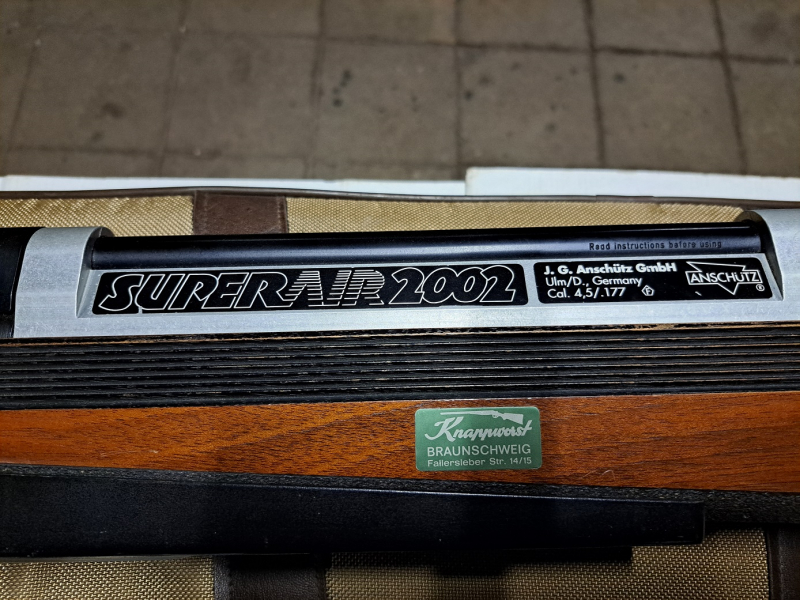 Read instructions before using
SUPERAIR 2002
J. G. Anschütz GmbH
Ulm/D., Germany
Cal. 4,5/.177 F
ANSCHÜTZ ®
Knappworst
BRAUNSCHWEIG
Fallersleber Str. 14/15